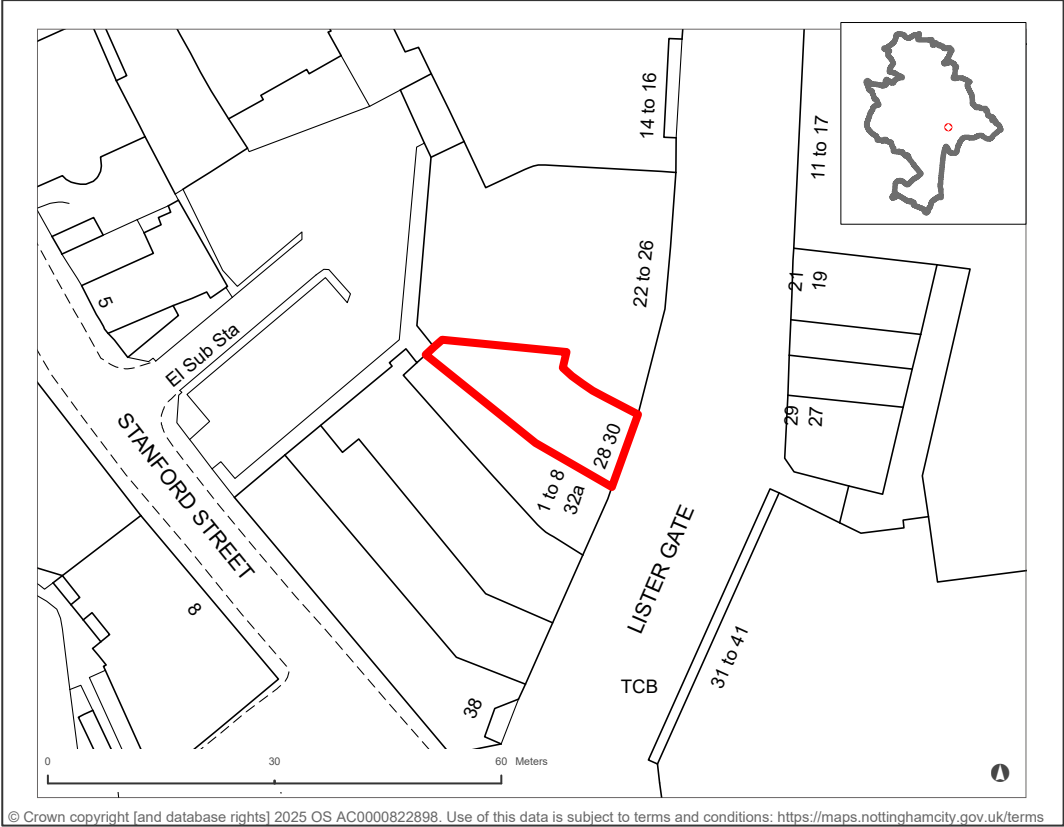 14 to 16
11 to 17
22 to 26
21
19
5
El Sub Sta
STANFORD STREET
29
27
28 30
1 to 8
32a
LISTER GATE
8
31 to 41
TCB
38
0 30 60 Meters
© Crown copyright [and database rights] 2025 OS AC0000822898. Use of this data is subject to terms and conditions: https://maps.nottinghamcity.gov.uk/terms